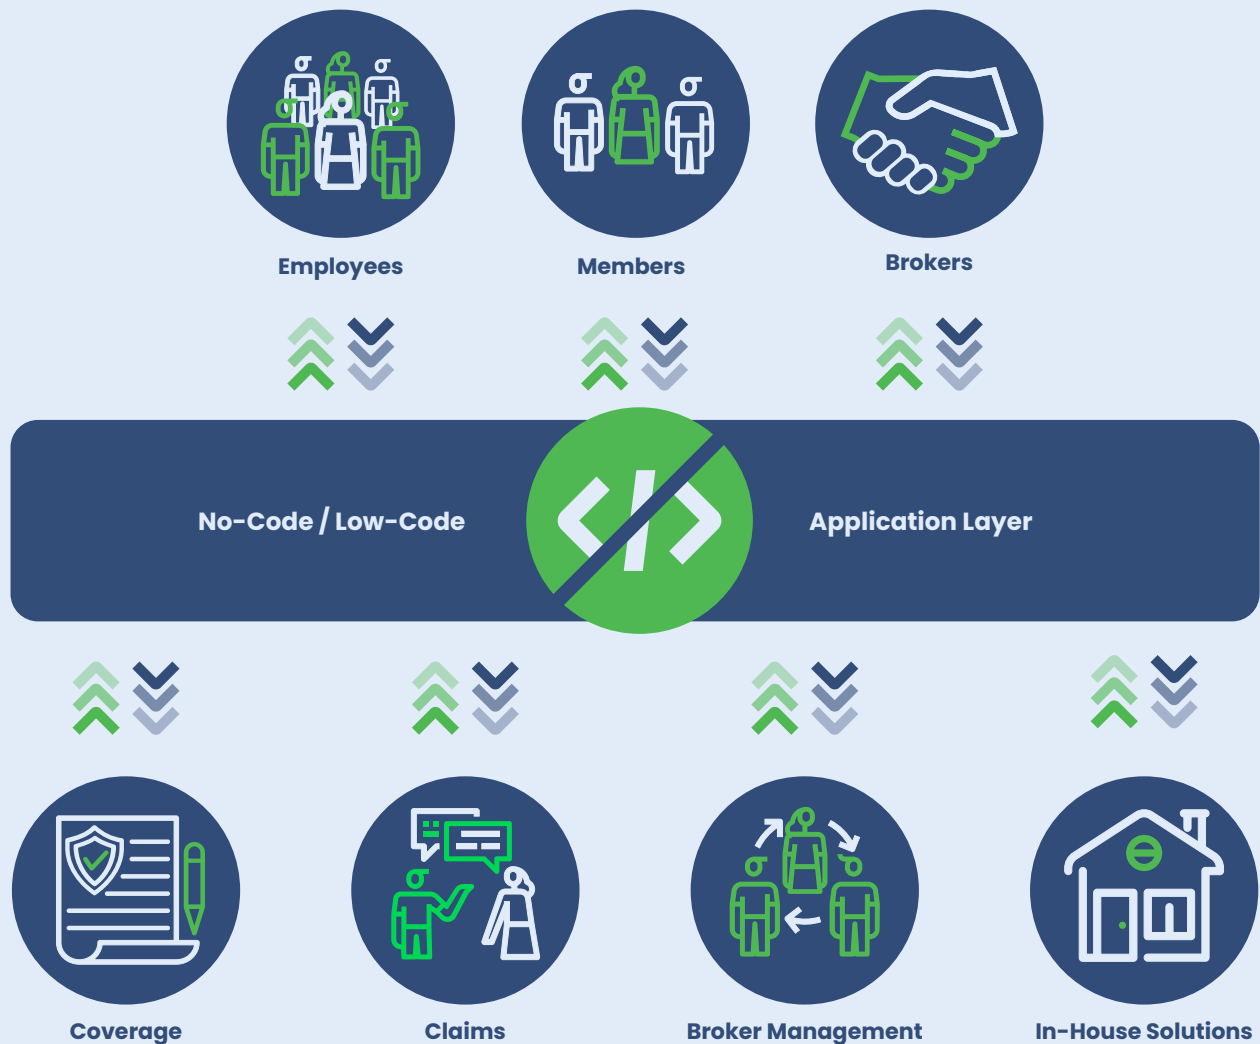 Employees
Members
Brokers
No-Code / Low-Code
</>
Application Layer
Coverage
Claims
Broker Management
In-House Solutions